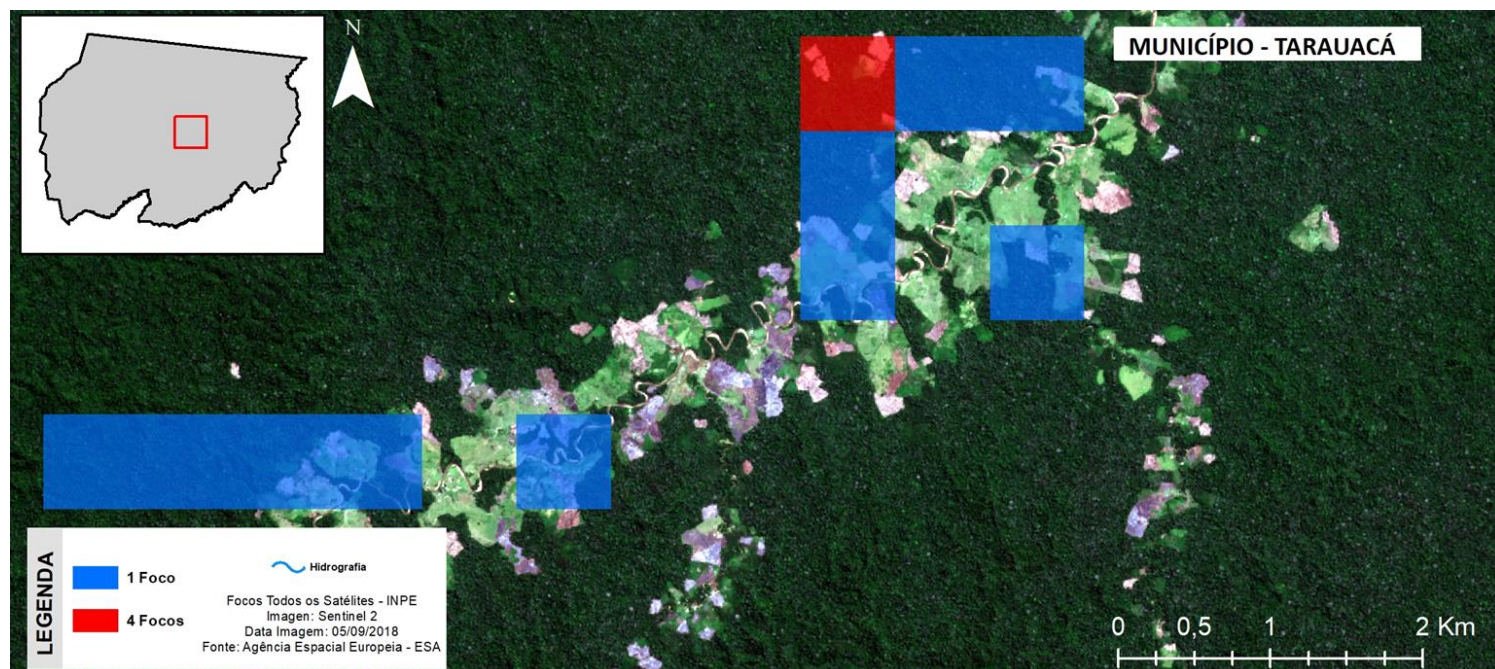 N
MUNICÍPIO - TARAUACÁ
LEGENDA
1 Foco
4 Focos
Hidrografia
Focos Todos os Satélites - INPE
Imagen: Sentinel 2
Data Imagem: 05/09/2018
Fonte: Agência Espacial Europeia - ESA
0 0,5 1 2 Km